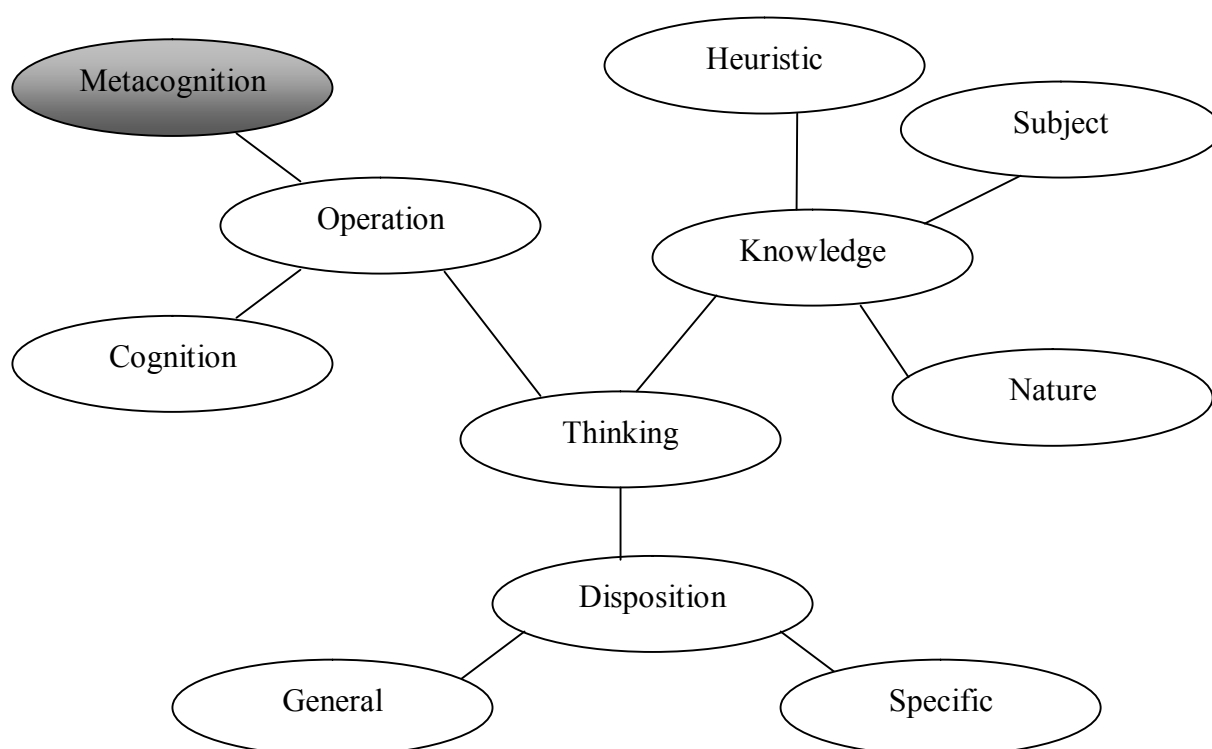 Heuristic
Metacognition
Subject
Operation
Knowledge
Cognition
Nature
Thinking
Disposition
General
Specific